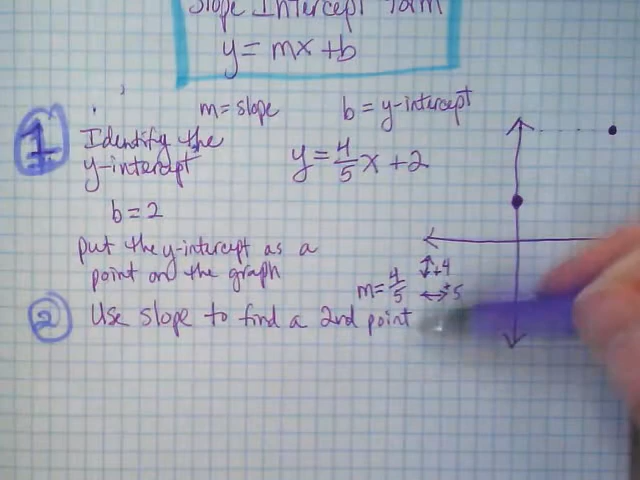 Slope Intercept Form
y = mx + b
m = slope
b = y-intercept
1
Identify the
y-intercept
y = 4/5 x + 2
b = 2
put the y-intercept as a
point on the graph
m = 4/5
↕ +4
↔ +5
2
Use slope to find a 2nd point